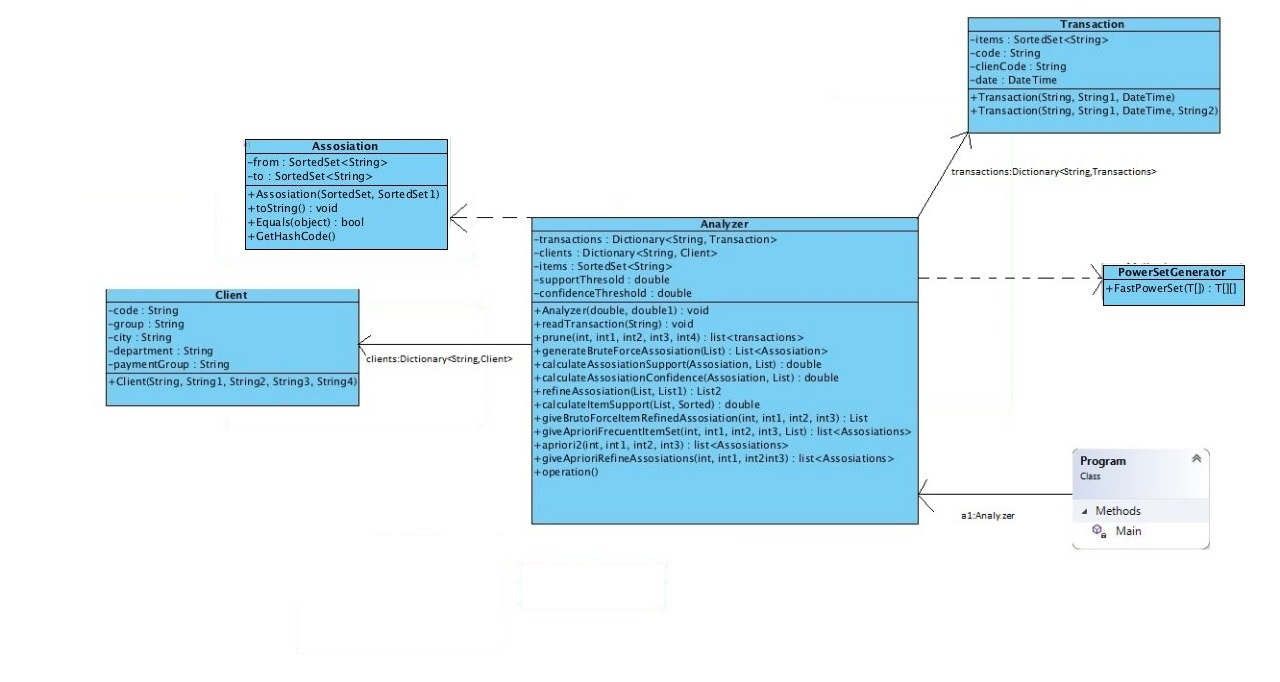 Transaction
-items : SortedSet<String>
-code : String
-clienCode : String
-date : DateTime
+Transaction(String, String1, DateTime)
+Transaction(String, String1, DateTime, String2)
transactions:Dictionary<String,Transactions>
Assosiation
-from : SortedSet<String>
-to : SortedSet<String>
+Assosiation(SortedSet, SortedSet1)
+toString() : void
+Equals(object) : bool
+GetHashCode()
Analyzer
-transactions : Dictionary<String, Transaction>
-clients : Dictionary<String, Client>
-items : SortedSet<String>
-supportThresold : double
-confidenceThreshold : double
+Analyzer(double, double1) : void
+readTransaction(String) : void
+prune(int, int1, int2, int3, int4) : list<transactions>
+generateBruteForceAssosiation(List) : List<Assosiation>
+calculateAssosiationSupport(Assosiation, List) : double
+calculateAssosiationConfidence(Assosiation, List) : double
+refineAssosiation(List, List1) : List2
+calculateItemSupport(List, Sorted) : double
+giveBrutoForceItemRefinedAssosiation(int, int1, int2, int3) : List
+giveAprioriFrecuentItemSet(int, int1, int2, int3, List) : list<Assosiations>
+apriori2(int, int1, int2, int3) : list<Assosiations>
+giveAprioriRefineAssosiations(int, int1, int2int3) : list<Assosiations>
+operation()
PowerSetGenerator
+FastPowerSet(T[]) : T[][]
Client
-code : String
-group : String
-city : String
-department : String
-paymentGroup : String
+Client(String, String1, String2, String3, String4)
clients:Dictionary<String,Client>
Program
Class
Methods
Main
a1:Analyzer